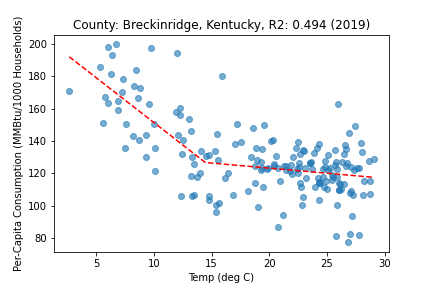 County: Breckinridge, Kentucky, R2: 0.494 (2019)
Per-Capita Consumption (MMBtu/1000 Households)
200
180
160
140
120
100
80
5 10 15 20 25 30
Temp (deg C)